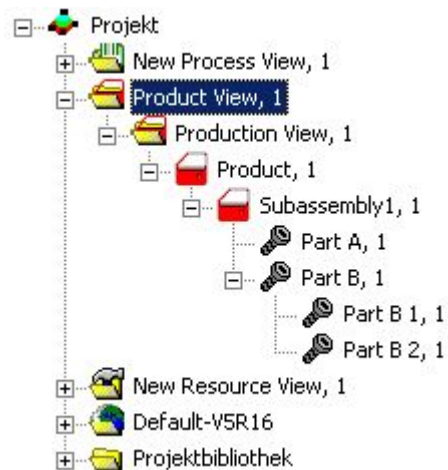 Projekt
New Process View, 1
Product View, 1
Production View, 1
Product, 1
Subassembly1, 1
Part A, 1
Part B, 1
Part B 1, 1
Part B 2, 1
New Resource View, 1
Default-V5R16
Projektbibliothek